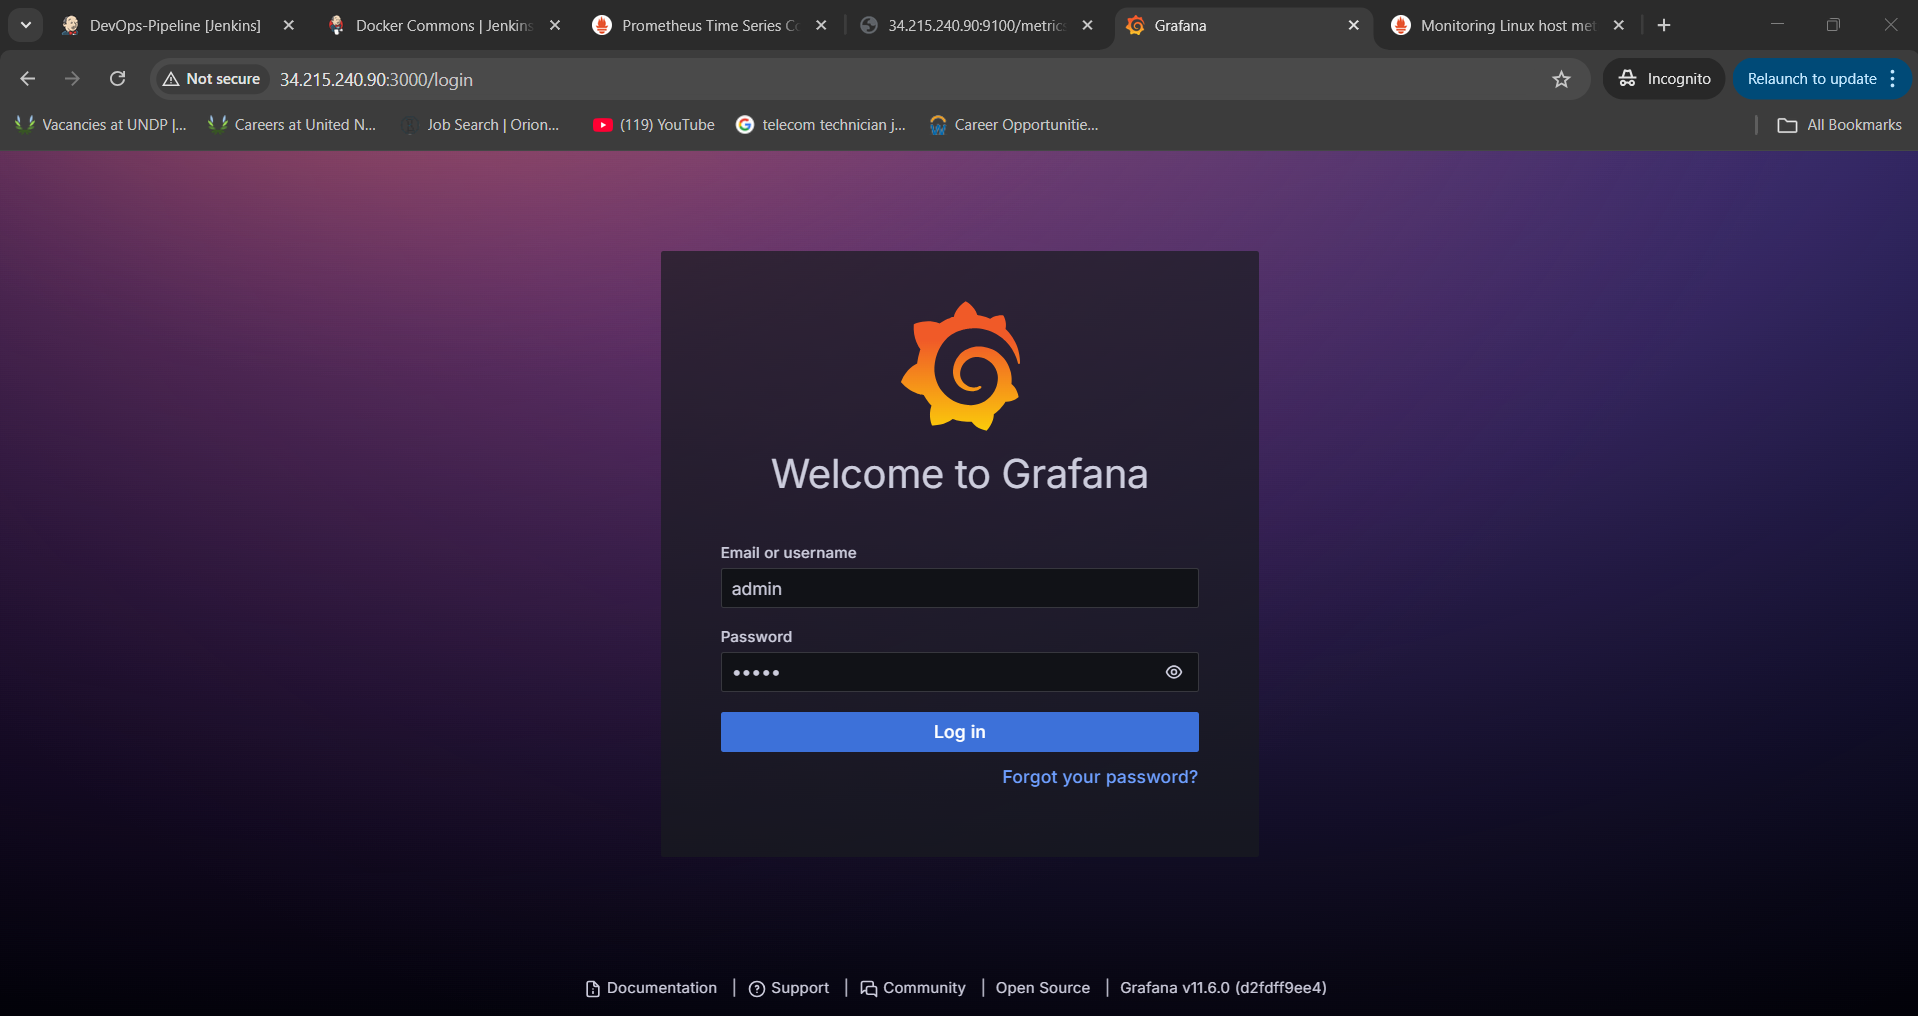 DevOps-Pipeline [Jenkins]
Docker Commons | Jenkins
Prometheus Time Series Co
34.215.240.90:9100/metrics
Grafana
Monitoring Linux host met
Not secure
34.215.240.90:3000/login
Incognito
Relaunch to update
Vacancies at UNDP |...
Careers at United N...
Job Search | Orion...
(119) YouTube
telecom technician j...
Career Opportunitie...
All Bookmarks
Welcome to Grafana
Email or username
admin
Password
•••••
Log in
Forgot your password?
Documentation | Support | Community | Open Source | Grafana v11.6.0 (d2fdff9ee4)